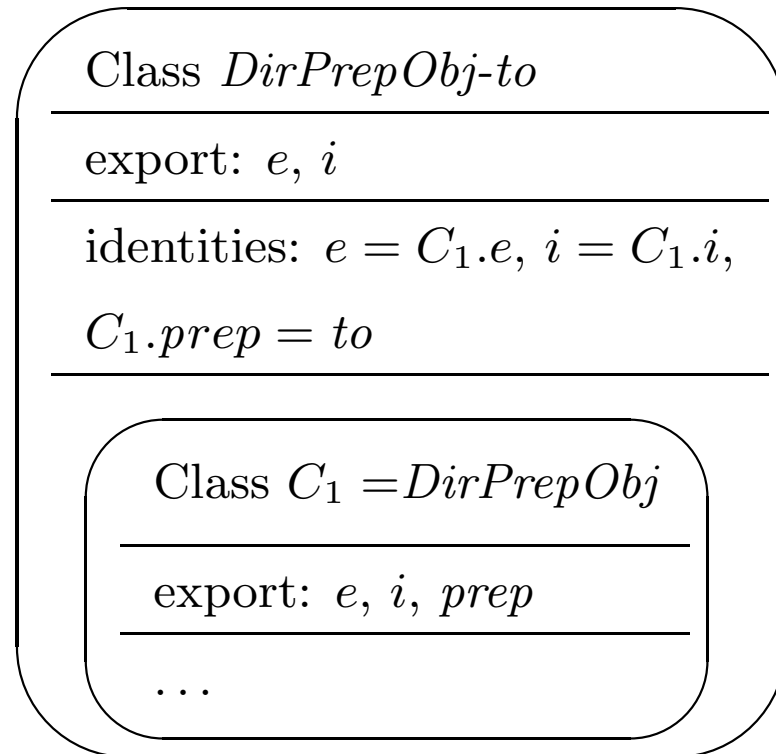 Class DirPrepObj-to
export: e, i
identities: e = C₁.e, i = C₁.i,
C₁.prep = to
Class C₁ =DirPrepObj
export: e, i, prep
...